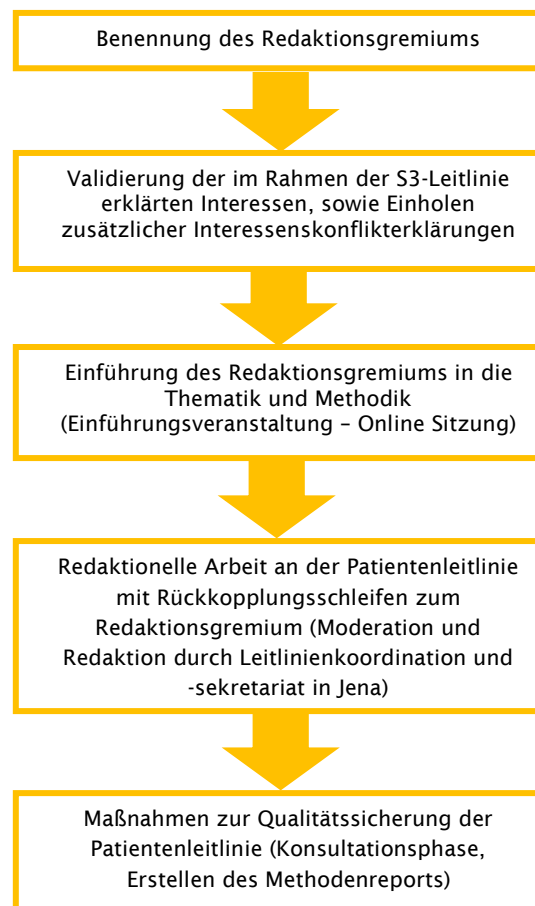 Benennung des Redaktionsgremiums
Validierung der im Rahmen der S3-Leitlinie
erklärten Interessen, sowie Einholen
zusätzlicher Interessenskonflikterklärungen
Einführung des Redaktionsgremiums in die
Thematik und Methodik
(Einführungsveranstaltung – Online Sitzung)
Redaktionelle Arbeit an der Patientenleitlinie
mit Rückkopplungsschleifen zum
Redaktionsgremium (Moderation und
Redaktion durch Leitlinienkoordination und
-sekretariat in Jena)
Maßnahmen zur Qualitätssicherung der
Patientenleitlinie (Konsultationsphase,
Erstellen des Methodenreports)